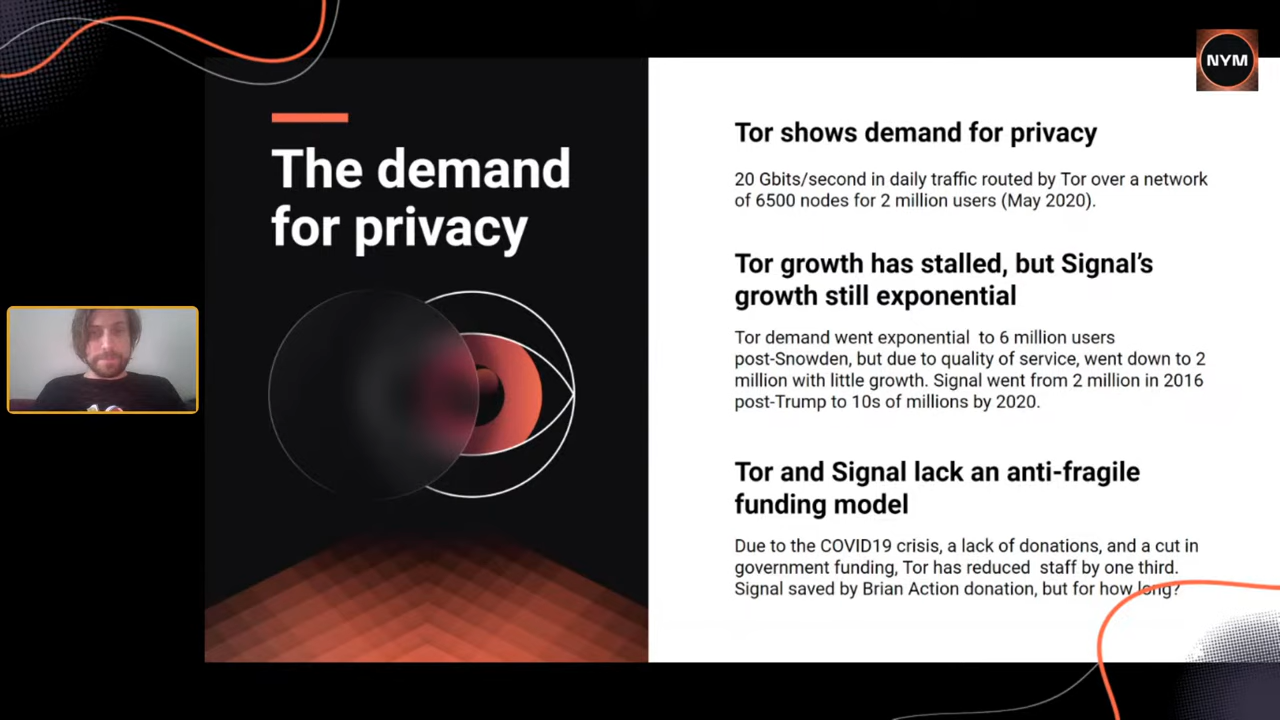 NYM
The demand
for privacy
Tor shows demand for privacy
20 Gbits/second in daily traffic routed by Tor over a network
of 6500 nodes for 2 million users (May 2020).
Tor growth has stalled, but Signal’s
growth still exponential
Tor demand went exponential  to 6 million users
post-Snowden, but due to quality of service, went down to 2
million with little growth. Signal went from 2 million in 2016
post-Trump to 10s of millions by 2020.
Tor and Signal lack an anti-fragile
funding model
Due to the COVID19 crisis, a lack of donations, and a cut in
government funding, Tor has reduced  staff by one third.
Signal saved by Brian Action donation, but for how long?